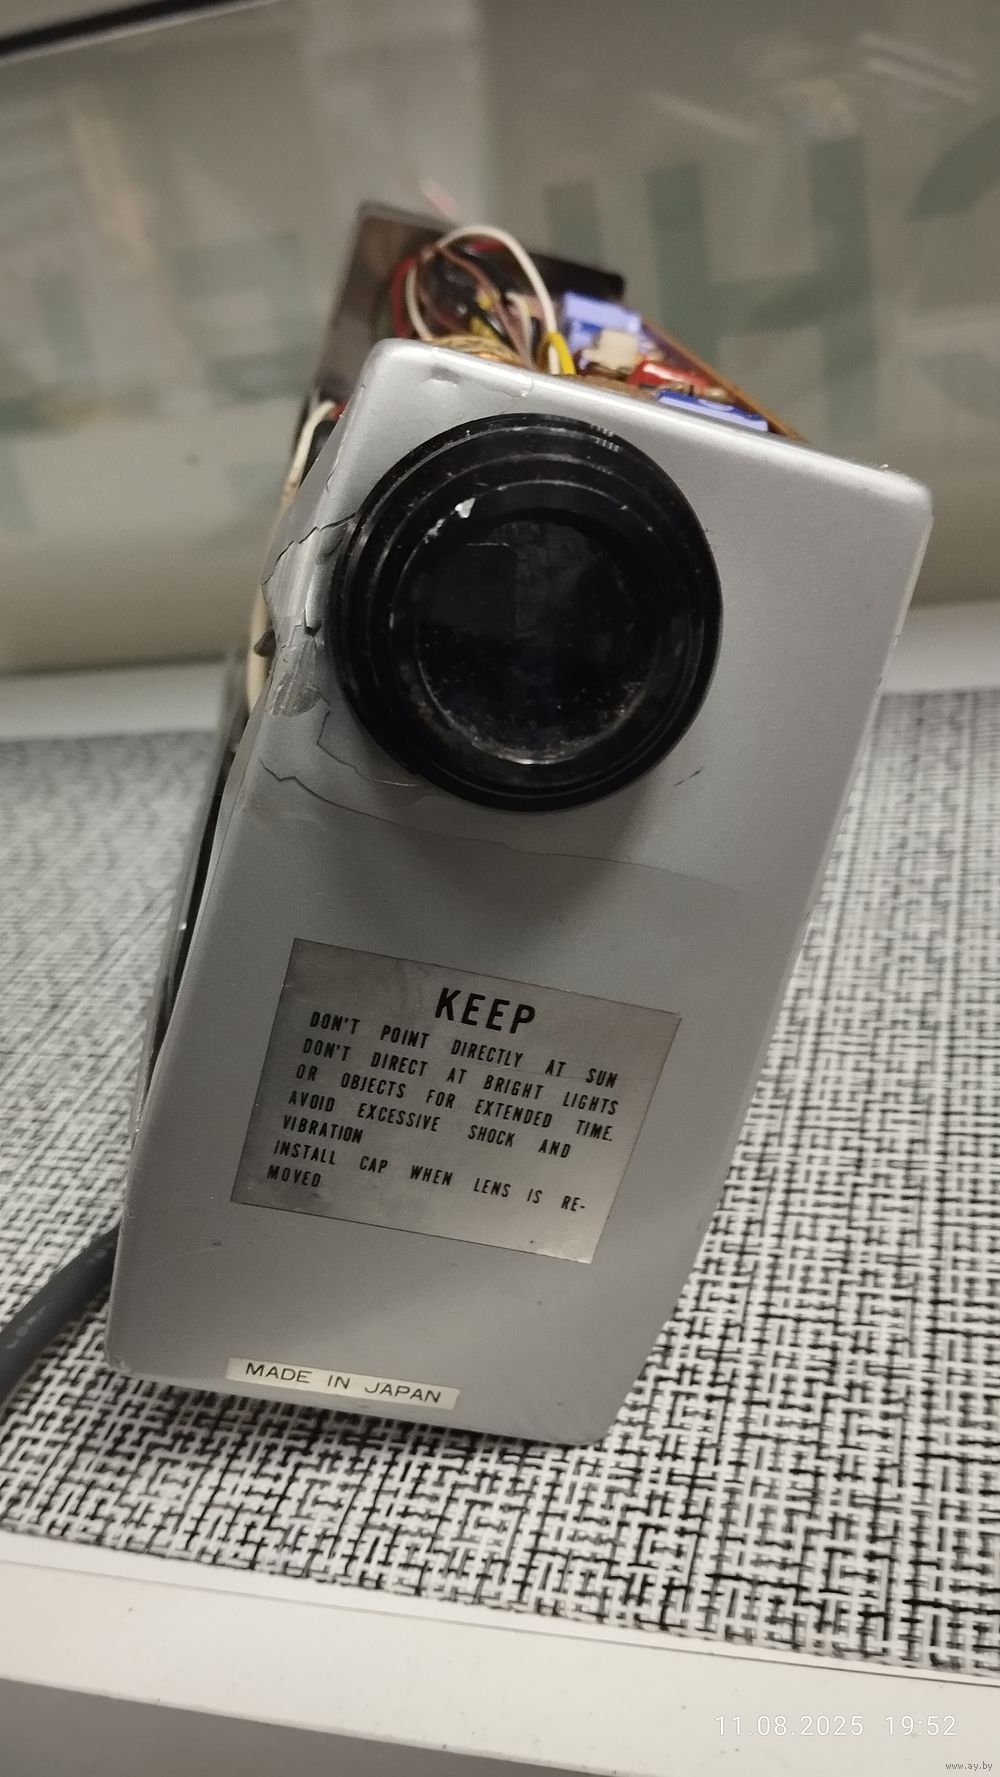 KEEP
DON'T POINT DIRECTLY AT SUN
DON'T DIRECT AT BRIGHT LIGHTS
OR OBJECTS FOR EXTENDED TIME.
AVOID EXCESSIVE SHOCK AND
VIBRATION
INSTALL CAP WHEN LENS IS RE-
MOVED
MADE IN JAPAN
11.08.2025 19:52
www.ay.by